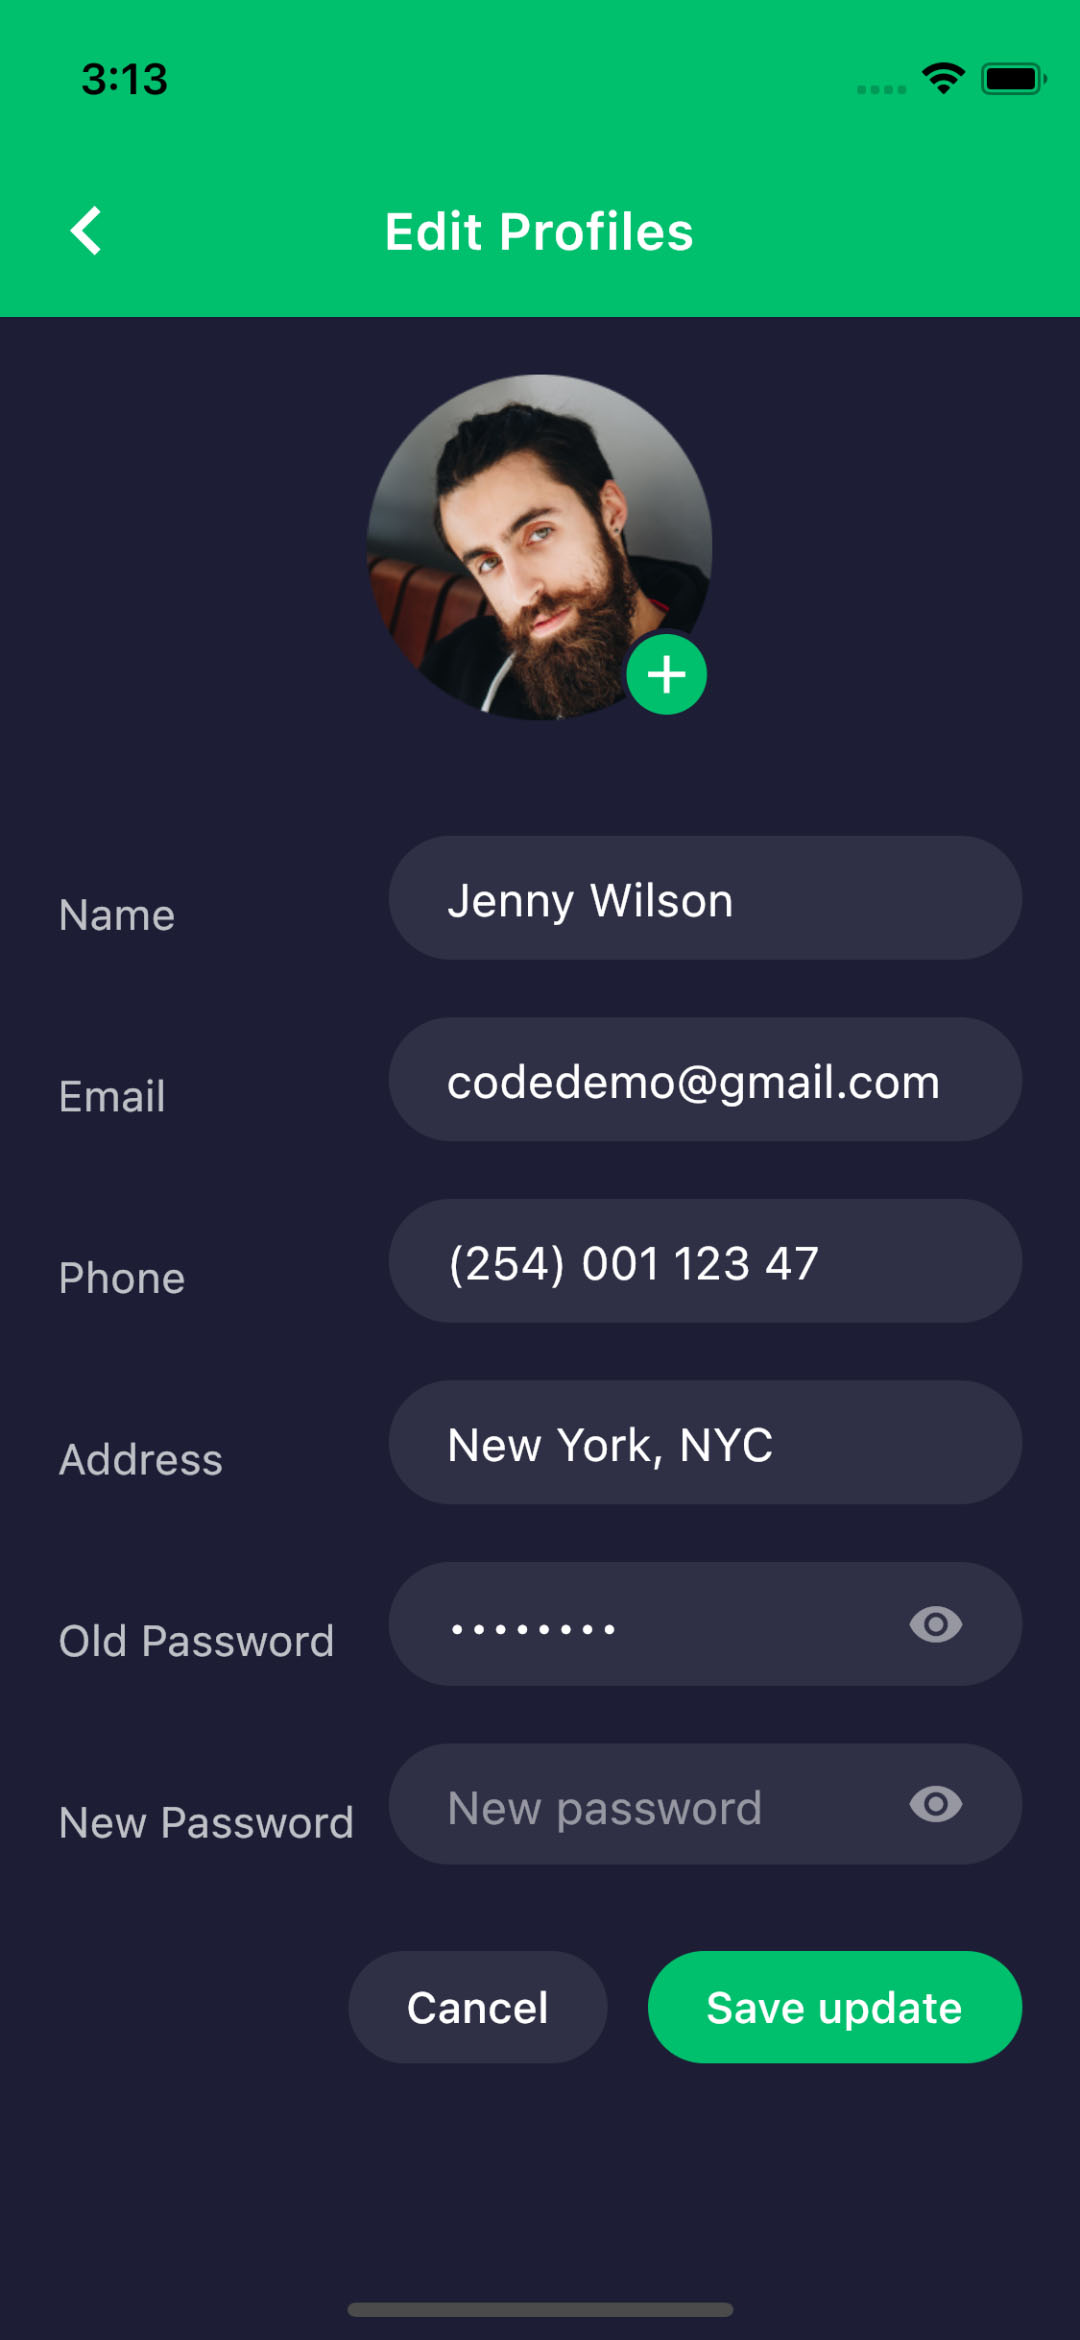 3:13
Edit Profiles
Name
Jenny Wilson
Email
codedemo@gmail.com
Phone
(254) 001 123 47
Address
New York, NYC
Old Password
••••••••
New Password
New password
Cancel
Save update